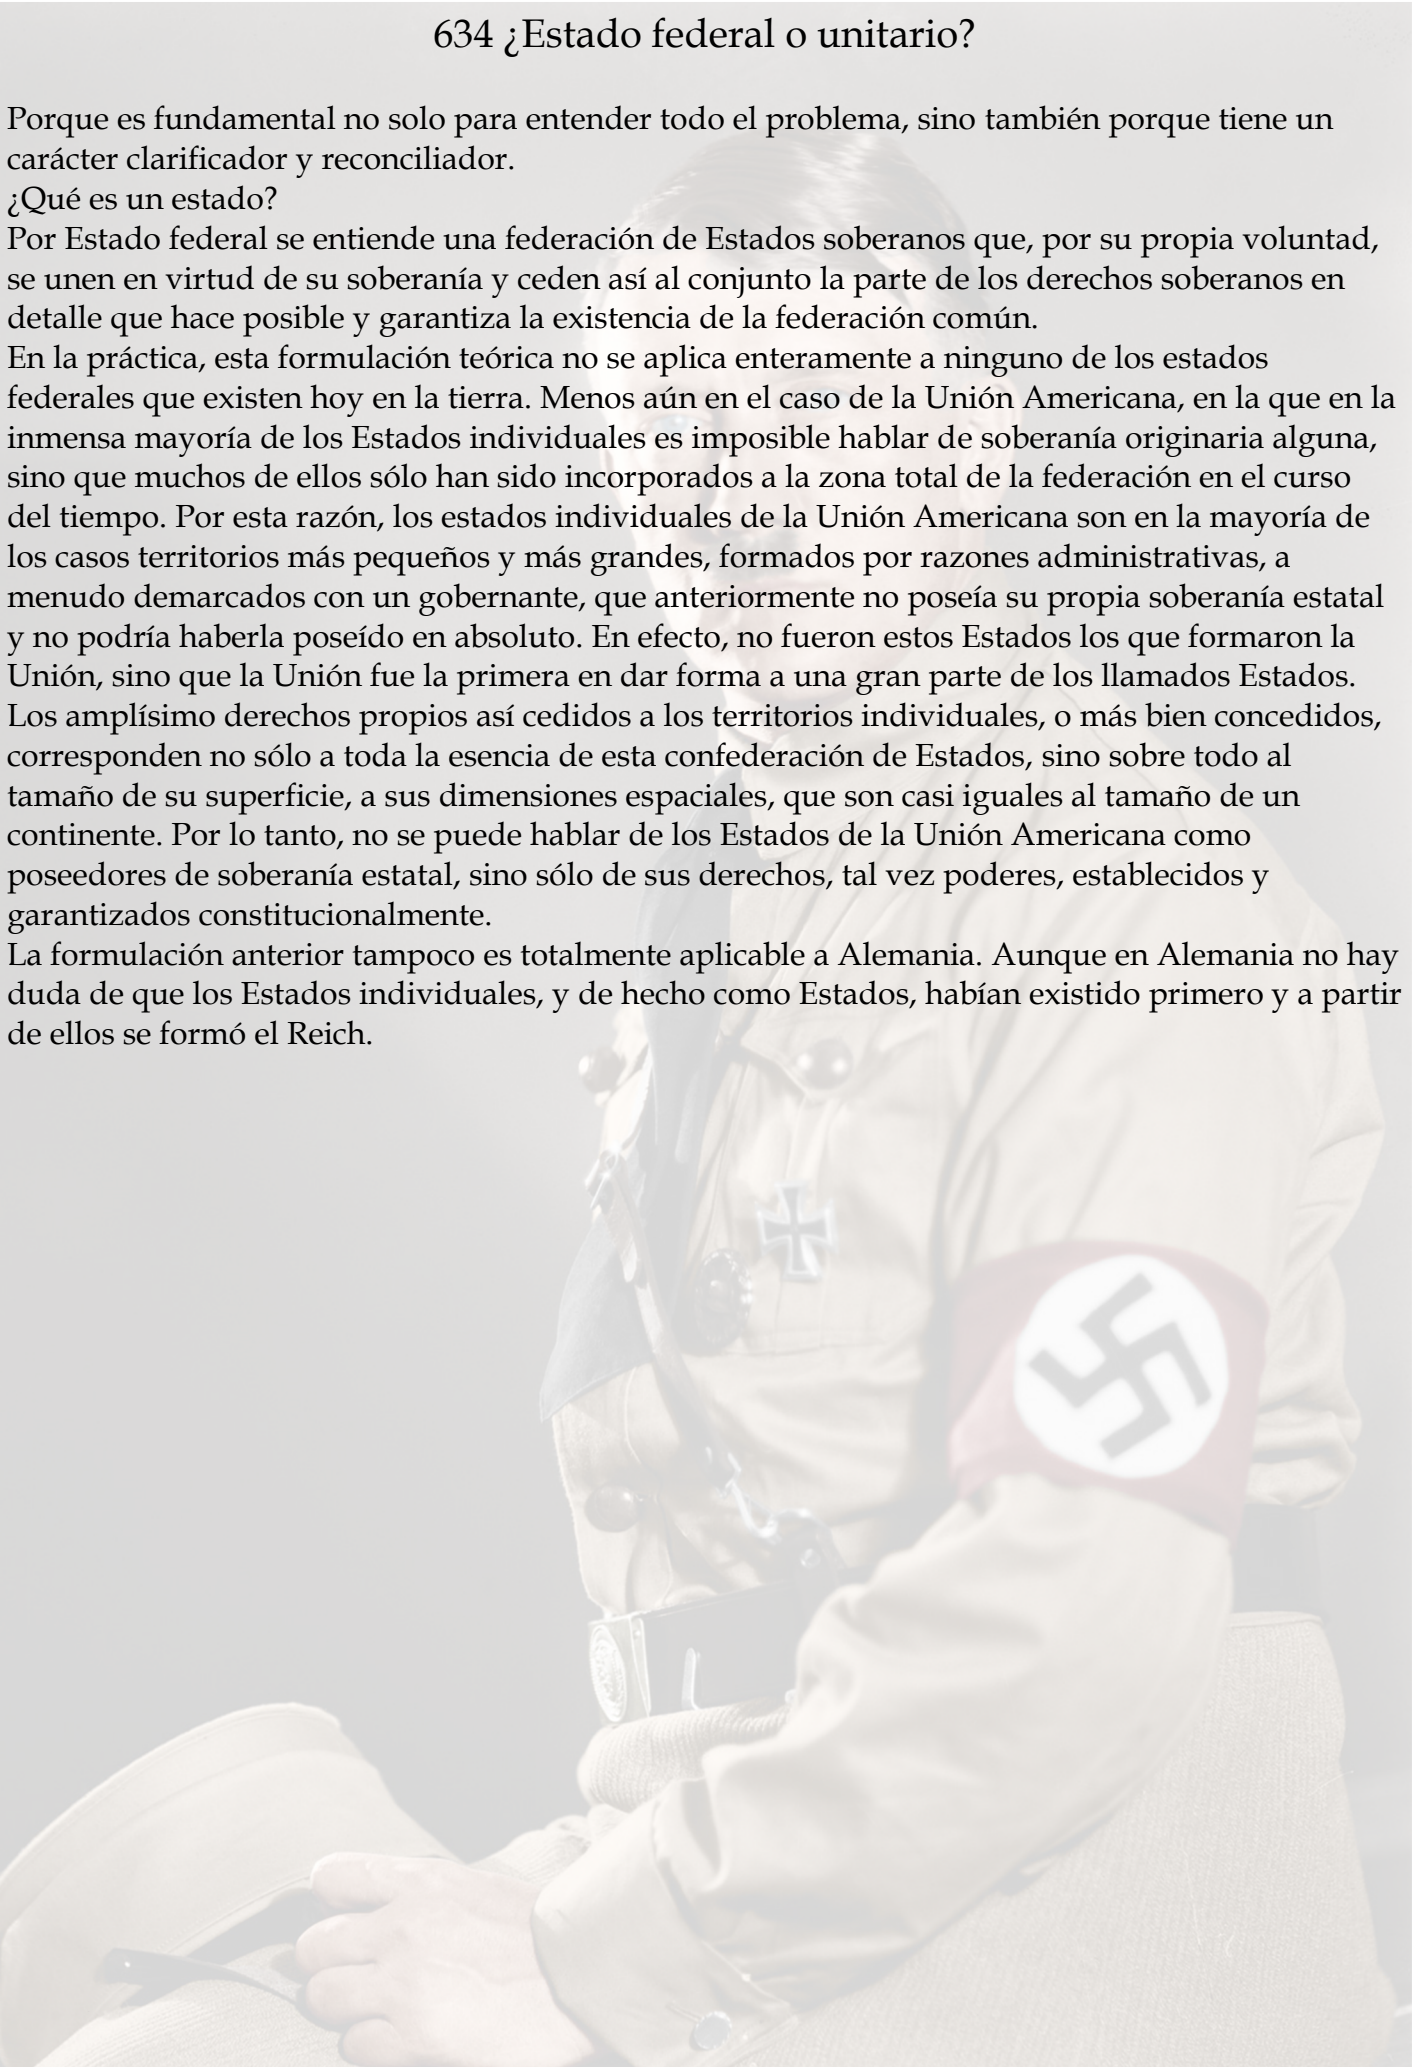 634 ¿Estado federal o unitario?
Porque es fundamental no solo para entender todo el problema, sino también porque tiene un
carácter clarificador y reconciliador.
¿Qué es un estado?
Por Estado federal se entiende una federación de Estados soberanos que, por su propia voluntad,
se unen en virtud de su soberanía y ceden así al conjunto la parte de los derechos soberanos en
detalle que hace posible y garantiza la existencia de la federación común.
En la práctica, esta formulación teórica no se aplica enteramente a ninguno de los estados
federales que existen hoy en la tierra. Menos aún en el caso de la Unión Americana, en la que en la
inmensa mayoría de los Estados individuales es imposible hablar de soberanía originaria alguna,
sino que muchos de ellos sólo han sido incorporados a la zona total de la federación en el curso
del tiempo. Por esta razón, los estados individuales de la Unión Americana son en la mayoría de
los casos territorios más pequeños y más grandes, formados por razones administrativas, a
menudo demarcados con un gobernante, que anteriormente no poseía su propia soberanía estatal
y no podría haberla poseído en absoluto. En efecto, no fueron estos Estados los que formaron la
Unión, sino que la Unión fue la primera en dar forma a una gran parte de los llamados Estados.
Los amplísimo derechos propios así cedidos a los territorios individuales, o más bien concedidos,
corresponden no sólo a toda la esencia de esta confederación de Estados, sino sobre todo al
tamaño de su superficie, a sus dimensiones espaciales, que son casi iguales al tamaño de un
continente. Por lo tanto, no se puede hablar de los Estados de la Unión Americana como
poseedores de soberanía estatal, sino sólo de sus derechos, tal vez poderes, establecidos y
garantizados constitucionalmente.
La formulación anterior tampoco es totalmente aplicable a Alemania. Aunque en Alemania no hay
duda de que los Estados individuales, y de hecho como Estados, habían existido primero y a partir
de ellos se formó el Reich.